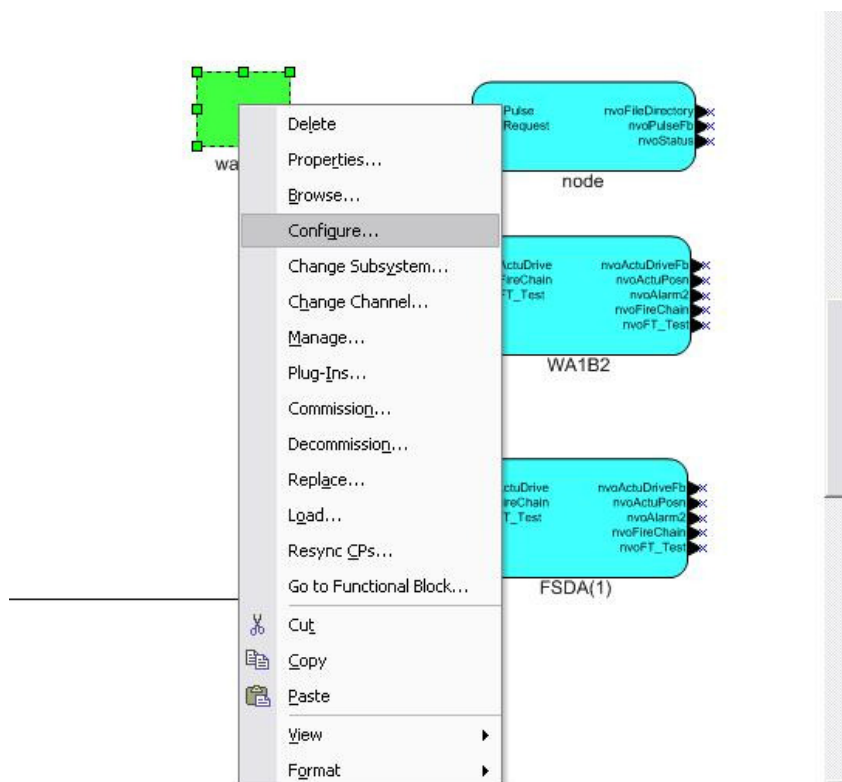 Delete
Properties...
Browse...
Configure...
Change Subsystem...
Change Channel...
Manage...
Plug-Ins...
Commission...
Decommission...
Replace...
Load...
Resync CPs...
Go to Functional Block...
Cut
Copy
Paste
View
Format
wa
Pulse nvoFileDirectory
Request nvoPulseFb
nvoStatus
node
ctuDrive nvoActuDriveFb
ireChain nvoActuPosn
T_Test nvoAlarm2
nvoFireChain
nvoFT_Test
WA1B2
ctuDrive nvoActuDriveFb
ireChain nvoActuPosn
T_Test nvoAlarm2
nvoFireChain
nvoFT_Test
FSDA(1)